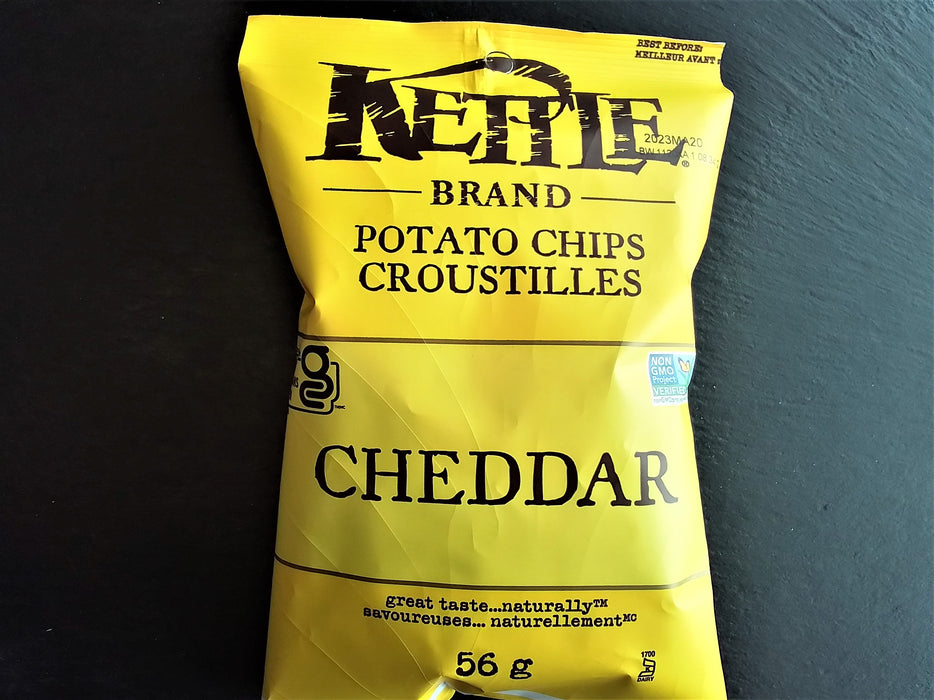 BEST BEFORE:
MEILLEUR AVANT :
KETTLE ®
2023MA20
BRAND
POTATO CHIPS
CROUSTILLES
g
NON
GMO
Project
VERIFIED
CHEDDAR
great taste...naturally™
savoureuses... naturellementMC
56 g
1700
DAIRY